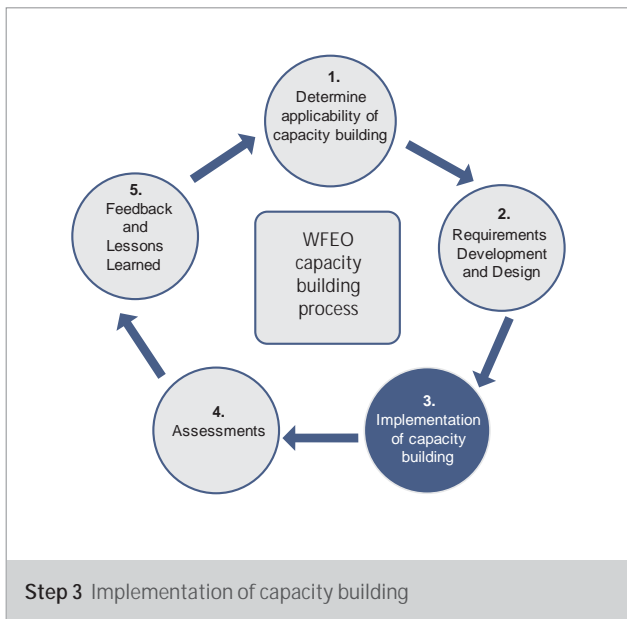 1.
Determine
applicability of
capacity building
2.
Requirements
Development
and Design
3.
Implementation
of capacity
building
4.
Assessments
5.
Feedback
and
Lessons
Learned
WFEO
capacity
building
process
Step 3 Implementation of capacity building